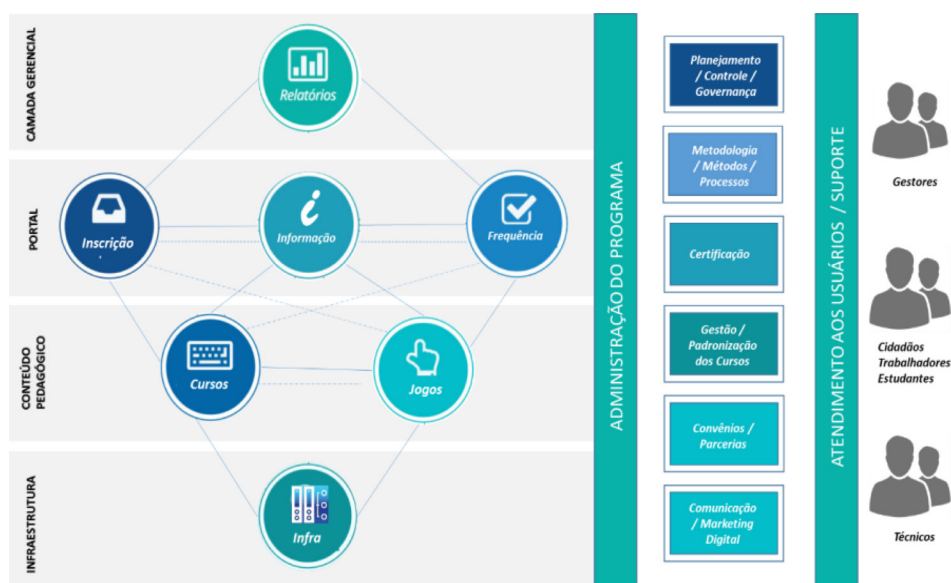 CAMADA GERENCIAL
Relatórios
PORTAL
Inscrição
Informação
Frequência
CONTEÚDO
PEDAGÓGICO
Cursos
Jogos
INFRAESTRUTURA
Infra
ADMINISTRAÇÃO DO PROGRAMA
Planejamento
/ Controle /
Governança
Metodologia
/ Métodos /
Processos
Certificação
Gestão /
Padronização
dos Cursos
Convênios /
Parcerias
Comunicação
/ Marketing
Digital
ATENDIMENTO AOS USUÁRIOS / SUPORTE
Gestores
Cidadãos
Trabalhadores
Estudantes
Técnicos